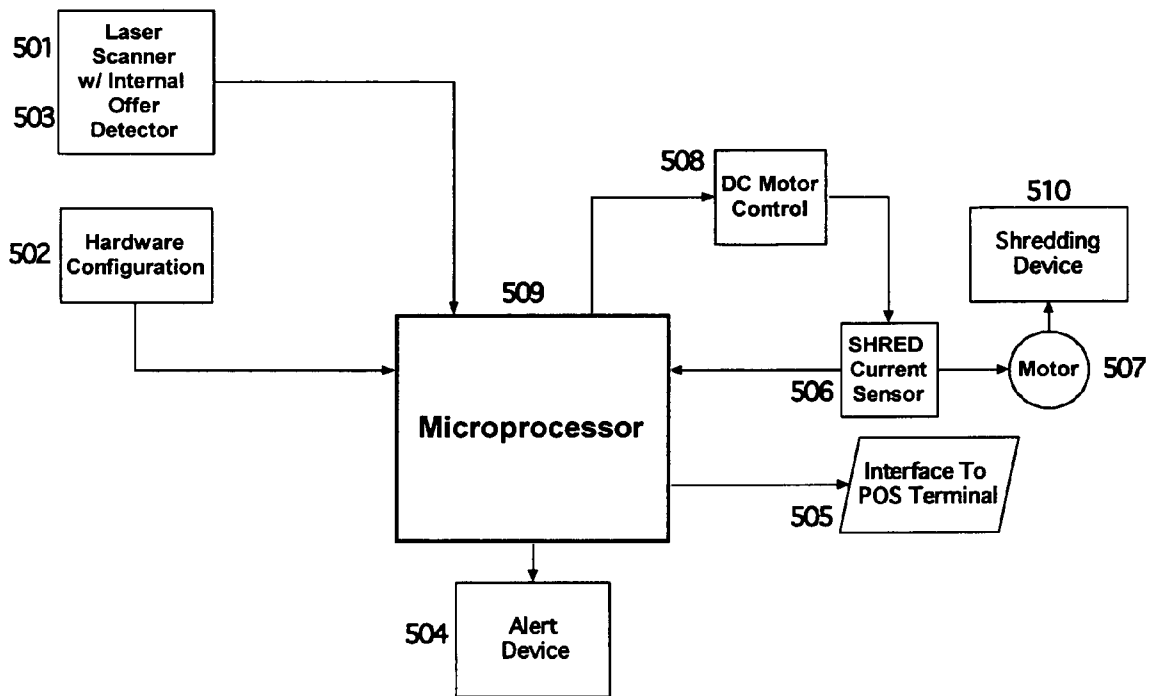 501
503
Laser
Scanner
w/ Internal
Offer
Detector
502
Hardware
Configuration
508
DC Motor
Control
510
Shredding
Device
509
Microprocessor
SHRED
Current
Sensor
506
Motor
507
Interface To
POS Terminal
505
504
Alert
Device